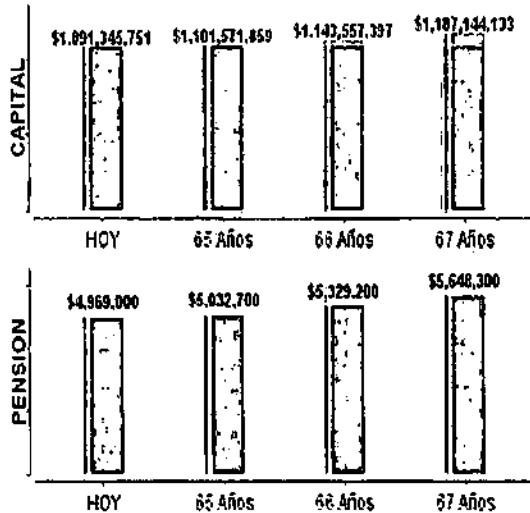 $1,091,345,751 $1,101,571,859 $1,143,557,397 $1,187,144,133
CAPITAL
HOY 65 Años 66 Años 67 Años
$4,969,000 $5,032,700 $5,329,200 $5,648,300
PENSION
HOY 65 Años 66 Años 67 Años